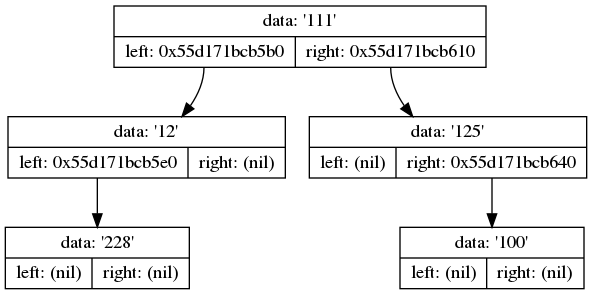 data: '111'
left: 0x55d171bcb5b0 right: 0x55d171bcb610
data: '12'
left: 0x55d171bcb5e0 right: (nil)
data: '125'
left: (nil) right: 0x55d171bcb640
data: '228'
left: (nil) right: (nil)
data: '100'
left: (nil) right: (nil)